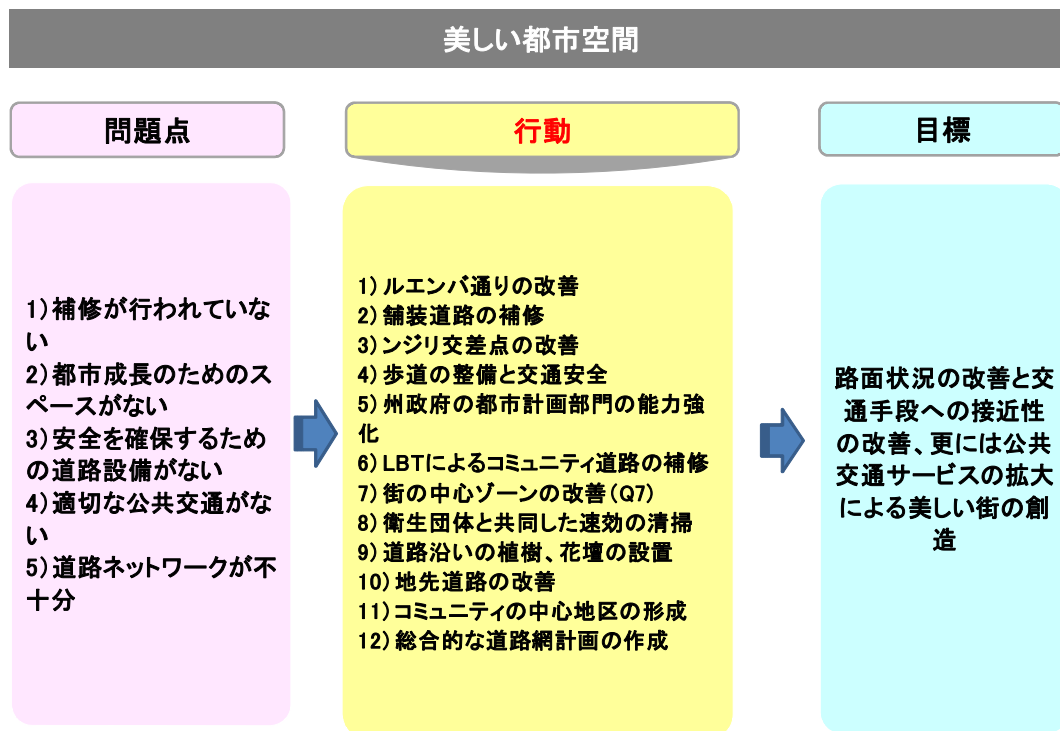 美しい都市空間
問題点
行動
目標
1)補修が行われていな
い
2)都市成長のためのス
ペースがない
3)安全を確保するため
の道路設備がない
4)適切な公共交通がな
い
5)道路ネットワークが不
十分
1)ルエンバ通りの改善
2)舗装道路の補修
3)ンジリ交差点の改善
4)歩道の整備と交通安全
5)州政府の都市計画部門の能力強
化
6)LBTによるコミュニティ道路の補修
7)街の中心ゾーンの改善(Q7)
8)衛生団体と共同した速効の清掃
9)道路沿いの植樹、花壇の設置
10)地先道路の改善
11)コミュニティの中心地区の形成
12)総合的な道路網計画の作成
路面状況の改善と交
通手段への接近性
の改善、更には公共
交通サービスの拡大
による美しい街の創
造